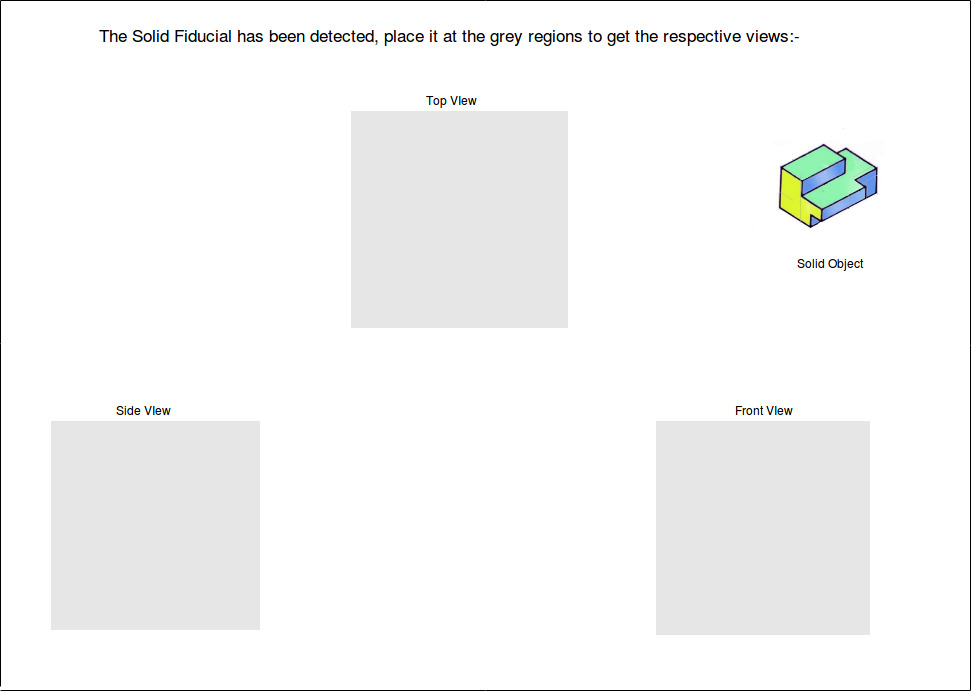 The Solid Fiducial has been detected, place it at the grey regions to get the respective views:-
Top VIew
Solid Object
Side VIew
Front VIew